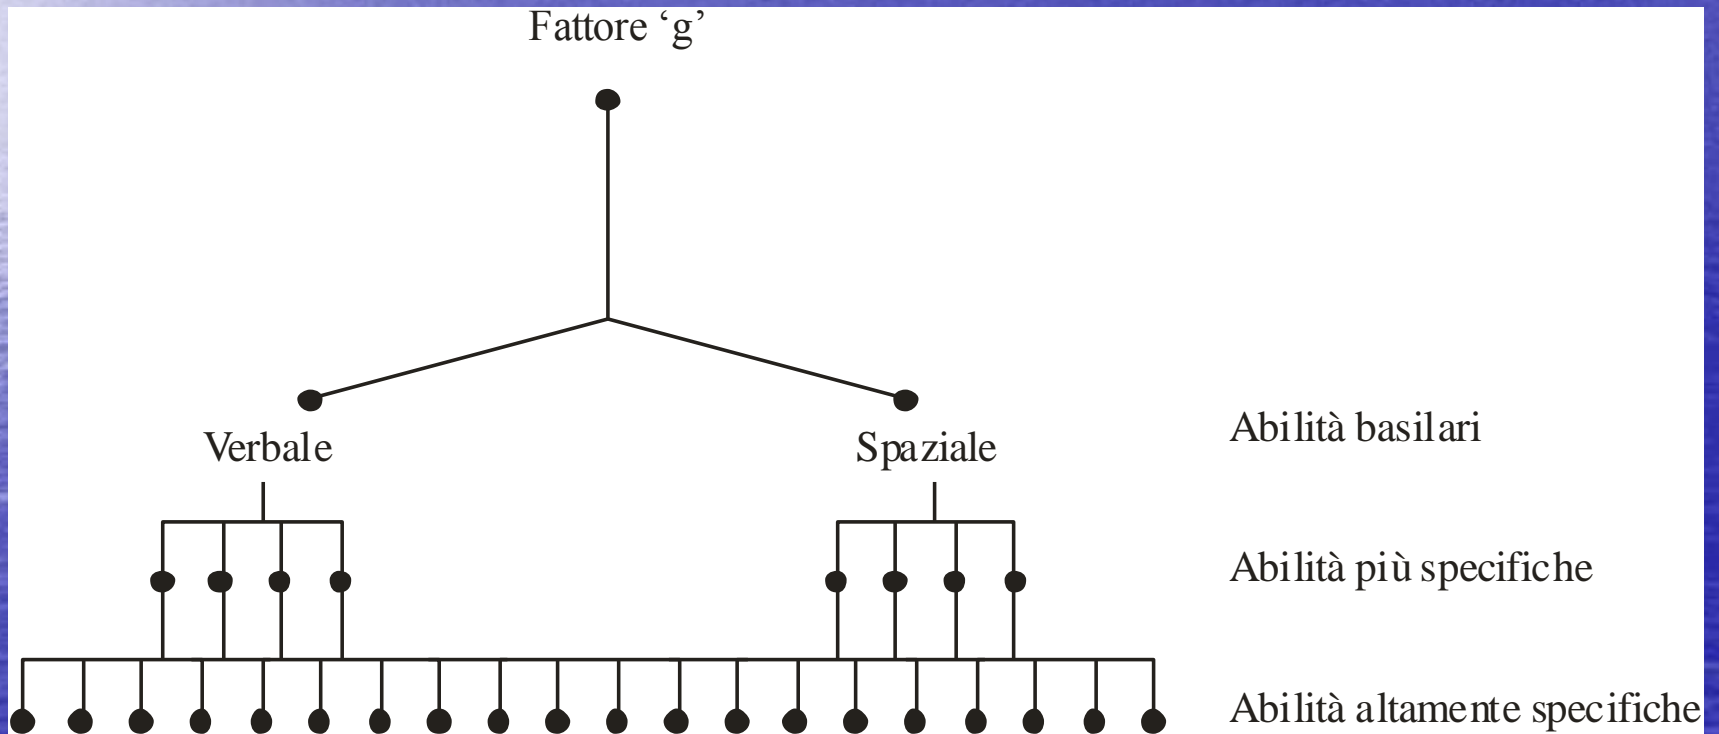 Fattore ‘g’
Verbale
Spaziale
Abilità basilari
Abilità più specifiche
Abilità altamente specifiche